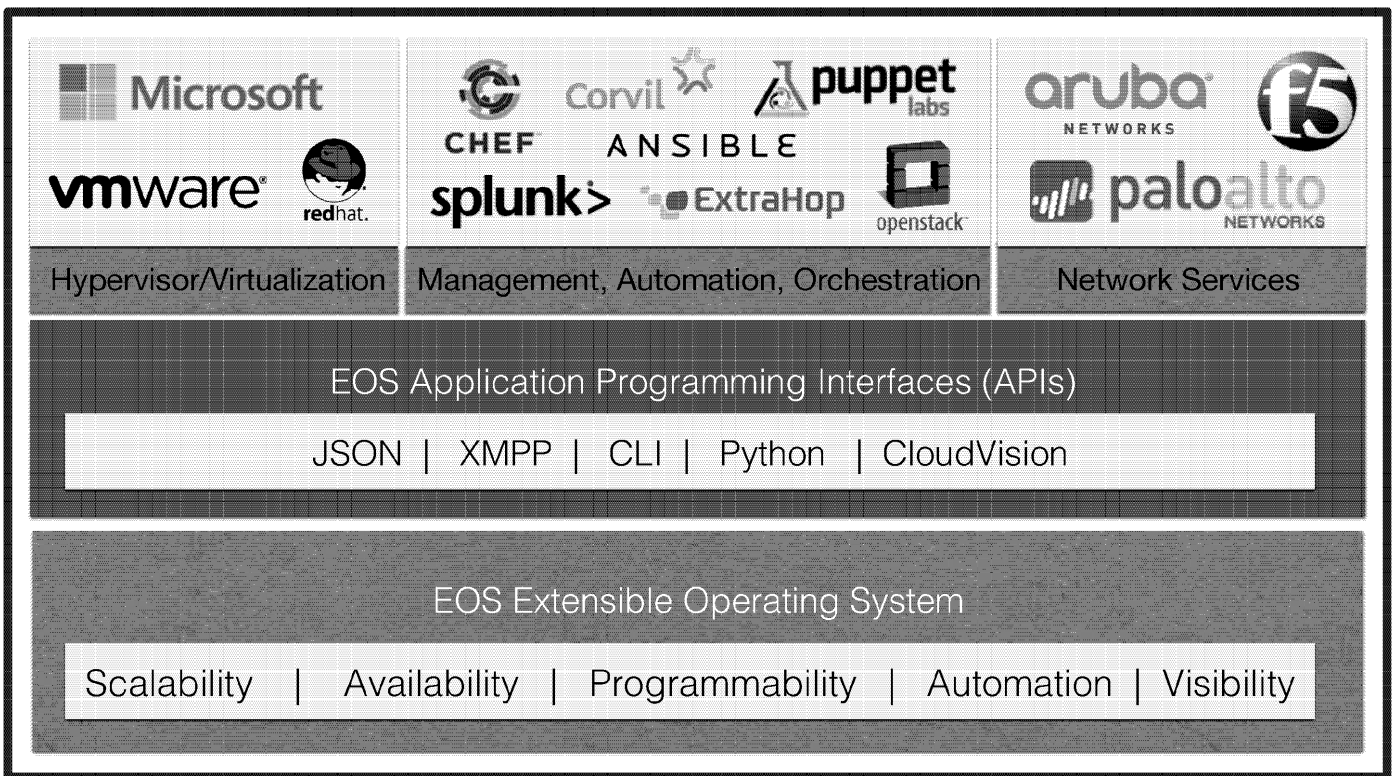 Microsoft
vmware®
redhat.
CHEF
Corvil
puppet
labs
ANSIBLE
splunk>
ExtraHop
openstack
aruba
NETWORKS
f5
paloalto
NETWORKS
Hypervisor/Virtualization
Management, Automation, Orchestration
Network Services
EOS Application Programming Interfaces (APIs)
JSON | XMPP | CLI | Python | CloudVision
EOS Extensible Operating System
Scalability | Availability | Programmability | Automation | Visibility